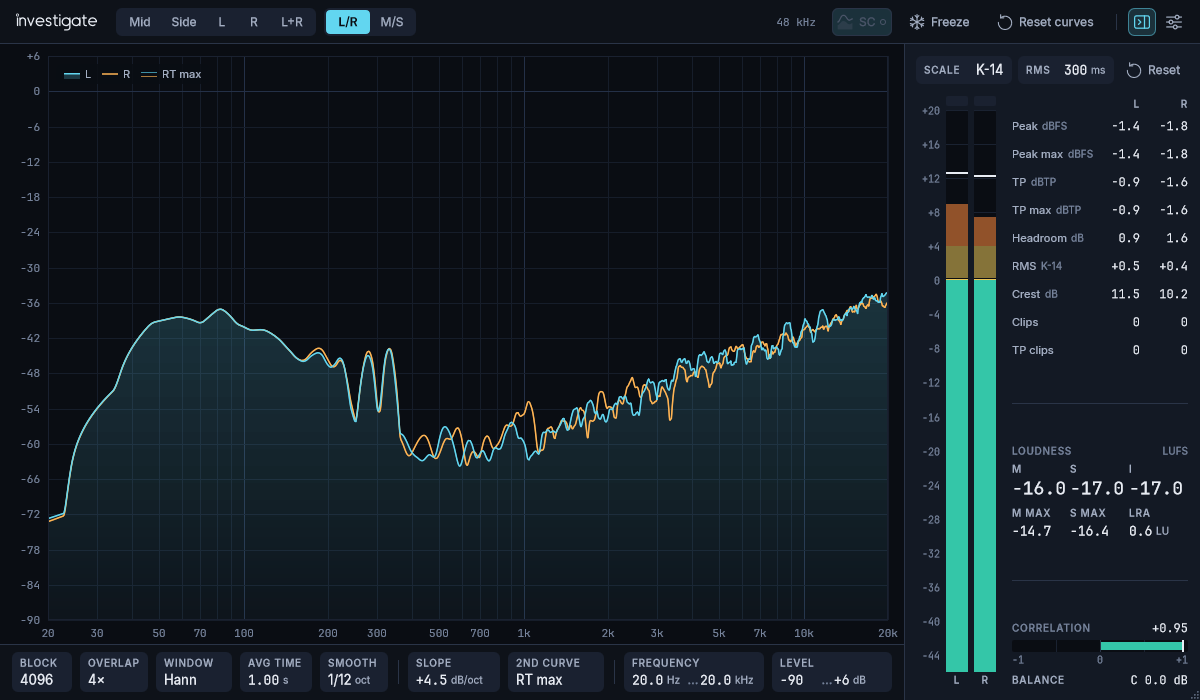 investigate Mid Side L R L+R L/R M/S 48 kHz SC Freeze Reset curves
L R RT max
+6
0
-6
-12
-18
-24
-30
-36
-42
-48
-54
-60
-66
-72
-78
-84
-90
20 30 50 70 100 200 300 500 700 1k 2k 3k 5k 7k 10k 20k
BLOCK
4096
OVERLAP
4×
WINDOW
Hann
AVG TIME
1.00 s
SMOOTH
1/12 oct
SLOPE
+4.5 dB/oct
2ND CURVE
RT max
FREQUENCY
20.0 Hz ...20.0 kHz
LEVEL
-90 ...+6 dB
SCALE K-14 RMS 300 ms Reset
+20
+16
+12
+8
+4
0
-4
-8
-12
-16
-20
-24
-28
-32
-36
-40
-44
L R
L R
Peak dBFS -1.4 -1.8
Peak max dBFS -1.4 -1.8
TP dBTP -0.9 -1.6
TP max dBTP -0.9 -1.6
Headroom dB 0.9 1.6
RMS K-14 +0.5 +0.4
Crest dB 11.5 10.2
Clips 0 0
TP clips 0 0
LOUDNESS LUFS
M S I
-16.0 -17.0 -17.0
M MAX S MAX LRA
-14.7 -16.4 0.6 LU
CORRELATION +0.95
-1 0 +1
BALANCE C 0.0 dB